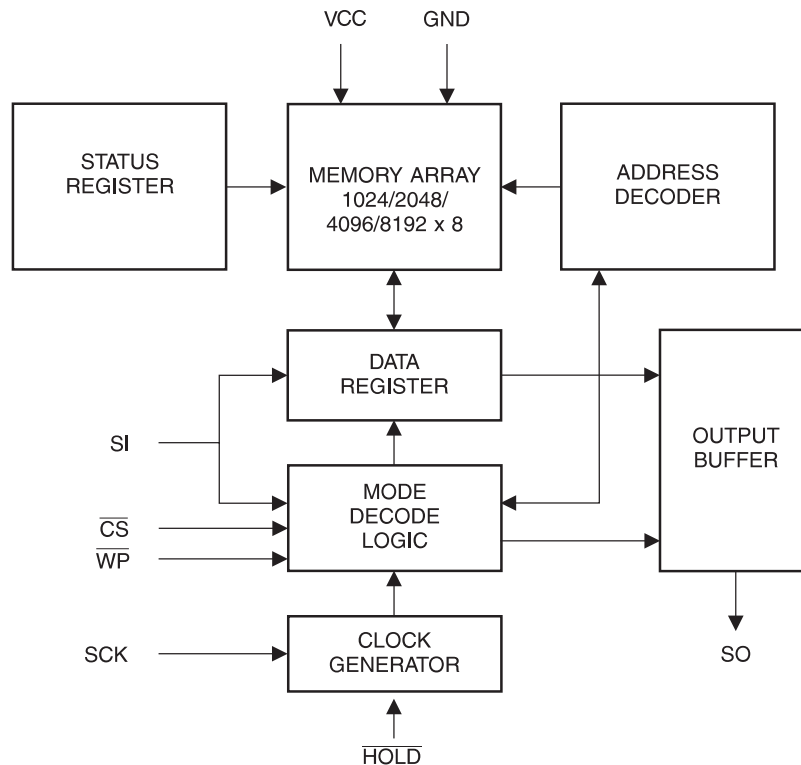 VCC GND
STATUS
REGISTER
MEMORY ARRAY
1024/2048/
4096/8192 x 8
ADDRESS
DECODER
DATA
REGISTER
SI
OUTPUT
BUFFER
MODE
DECODE
LOGIC
CS
WP
SCK
CLOCK
GENERATOR
SO
HOLD